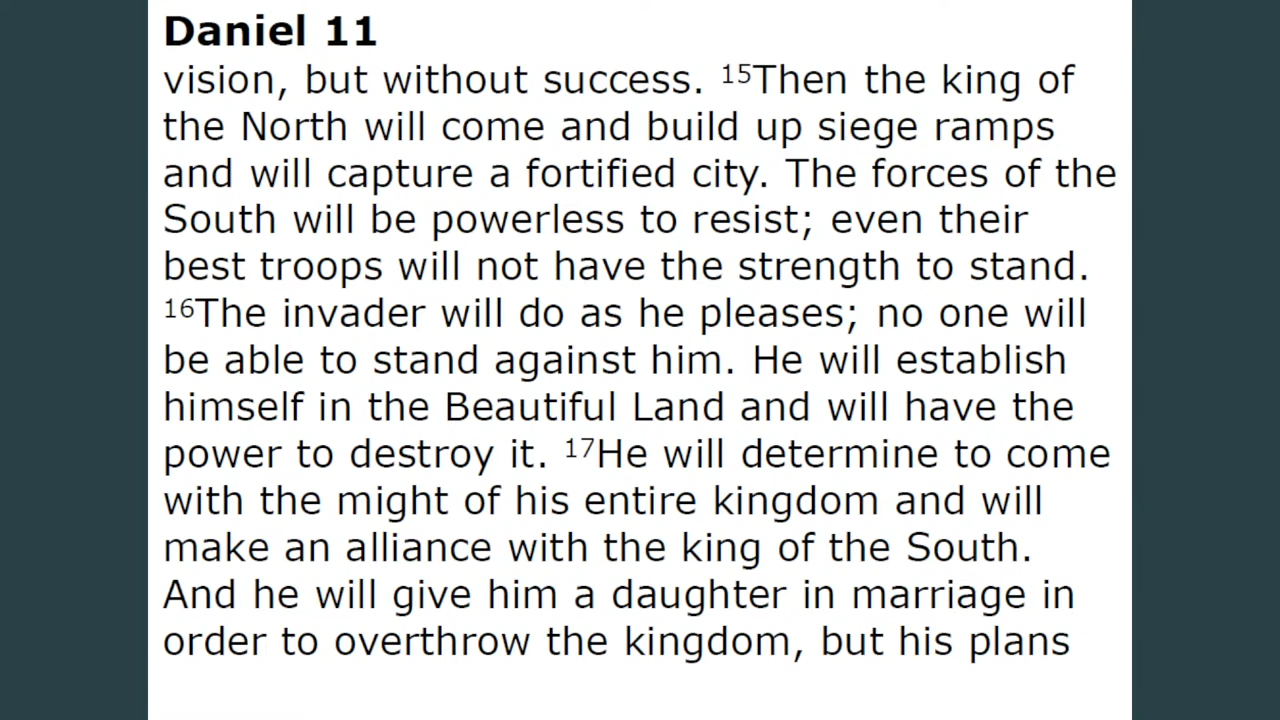 Daniel 11
vision, but without success. 15Then the king of
the North will come and build up siege ramps
and will capture a fortified city. The forces of the
South will be powerless to resist; even their
best troops will not have the strength to stand.
16The invader will do as he pleases; no one will
be able to stand against him. He will establish
himself in the Beautiful Land and will have the
power to destroy it. 17He will determine to come
with the might of his entire kingdom and will
make an alliance with the king of the South.
And he will give him a daughter in marriage in
order to overthrow the kingdom, but his plans